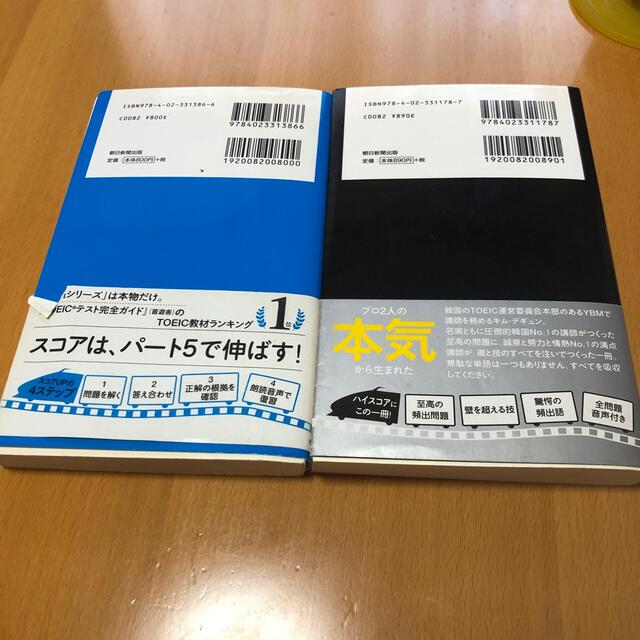 ISBN978-4-02-331386-6
C0082 ¥800E
朝日新聞出版
定価 本体800円+税
9784023313866
1920082008000
シリーズ」は本物だけ。
EIC®テスト完全ガイド』(晋遊舎)の
TOEIC教材ランキング
1位
スコアは、パート5で伸ばす!
スコアUPの
4ステップ
1
問題を解く
2
答え合わせ
3
正解の根拠を
確認
4
朗読音声で
復習
ISBN978-4-02-331178-7
C0082 ¥890E
朝日新聞出版
定価 本体890円+税
9784023311787
1920082008901
プロ2人の
本気
から生まれた
韓国のTOEIC運営委員会本部のあるYBMで
講師を務めるキム・デギュン。
名実ともに圧倒的韓国No.1の講師がつくった
至高の問題に、誠意と努力と情熱No.1の満点
講師が、魂と技のすべてを注いでつくった一冊。
無駄な単語は一つもありません、すべてを吸収
してください。
ハイスコアに
この一冊!
至高の
頻出問題
壁を超える技
驚愕の
頻出語
全問題
音声付き